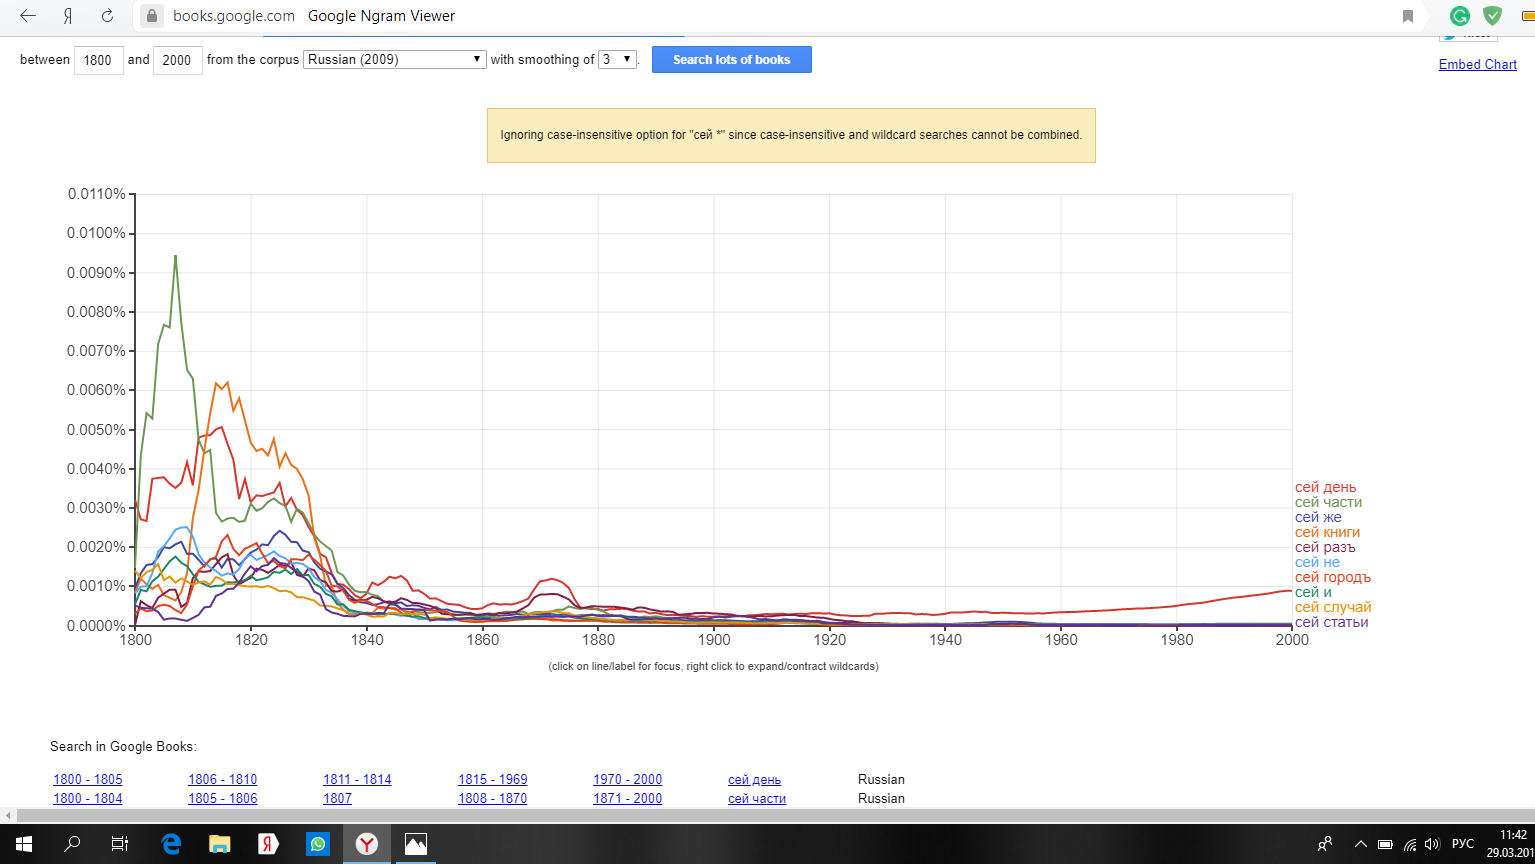 books.google.com Google Ngram Viewer
between 1800 and 2000 from the corpus Russian (2009) with smoothing of 3 . Search lots of books
Embed Chart
Ignoring case-insensitive option for "сей *" since case-insensitive and wildcard searches cannot be combined.
0.0110%
0.0100%
0.0090%
0.0080%
0.0070%
0.0060%
0.0050%
0.0040%
0.0030%
0.0020%
0.0010%
0.0000%
1800 1820 1840 1860 1880 1900 1920 1940 1960 1980 2000
сей день
сей части
сей же
сей книги
сей разъ
сей не
сей городъ
сей и
сей случай
сей статьи
(click on line/label for focus, right click to expand/contract wildcards)
Search in Google Books:
1800 - 1805 1806 - 1810 1811 - 1814 1815 - 1969 1970 - 2000 сей день Russian
1800 - 1804 1805 - 1806 1807 1808 - 1870 1871 - 2000 сей части Russian
РУС
11:42
29.03.201